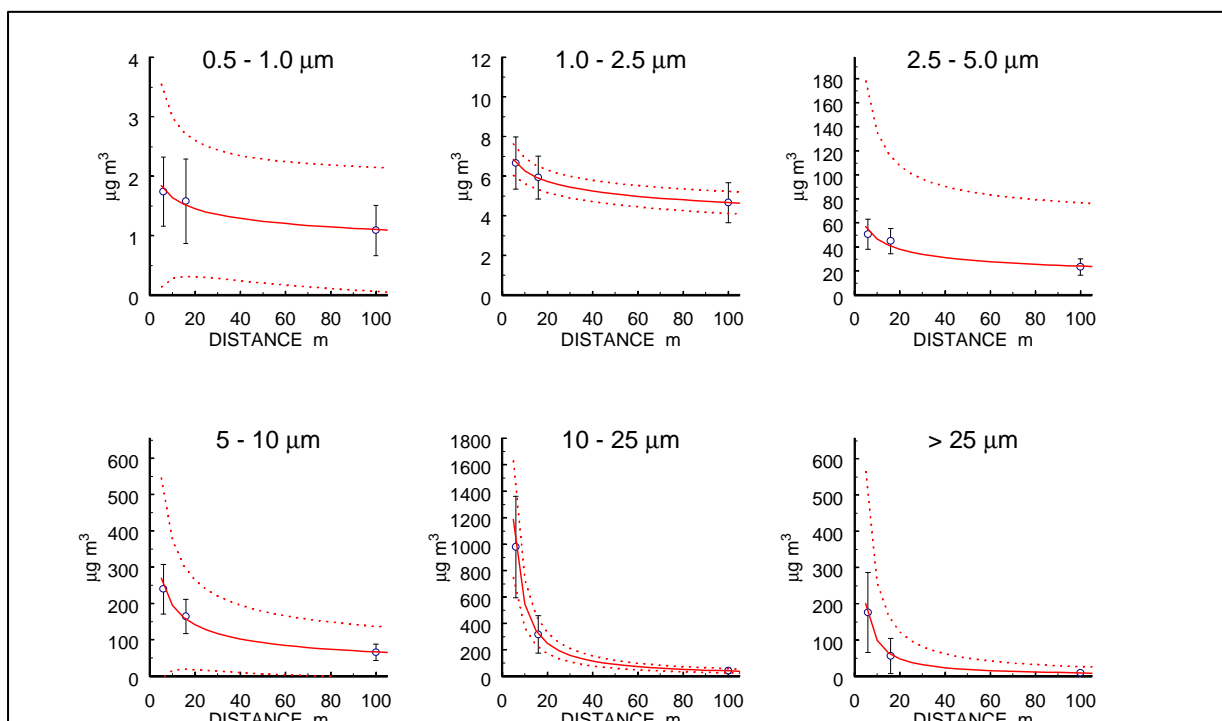 0.5 - 1.0 μm
4
3
2
1
0
μg m³
0 20 40 60 80 100
DISTANCE m
1.0 - 2.5 μm
12
10
8
6
4
2
0
μg m³
0 20 40 60 80 100
DISTANCE m
2.5 - 5.0 μm
180
160
140
120
100
80
60
40
20
0
μg m³
0 20 40 60 80 100
DISTANCE m
5 - 10 μm
600
500
400
300
200
100
0
μg m³
0 20 40 60 80 100
DISTANCE m
10 - 25 μm
1800
1600
1400
1200
1000
800
600
400
200
0
μg m³
0 20 40 60 80 100
DISTANCE m
> 25 μm
600
500
400
300
200
100
0
μg m³
0 20 40 60 80 100
DISTANCE m